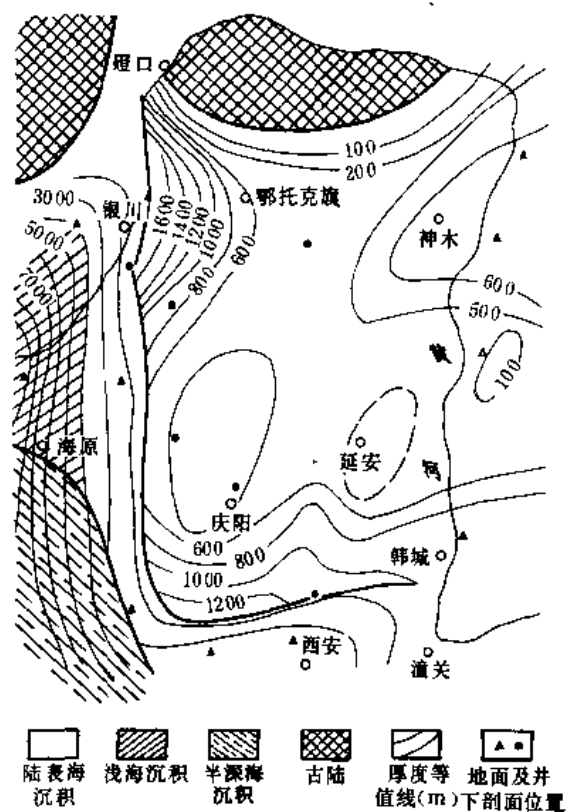 磴口
100
200
3000
银川
鄂托克旗
1600
1400
1200
1000
800
600
神木
5000
7000
600
500
黄
100
海原
延安
河
庆阳
600
800
韩城
1000
1200
西安
潼关
陆表海 浅海沉积 半深海 古陆 厚度等 地面及井
沉积 沉积 值线(m) 下剖面位置